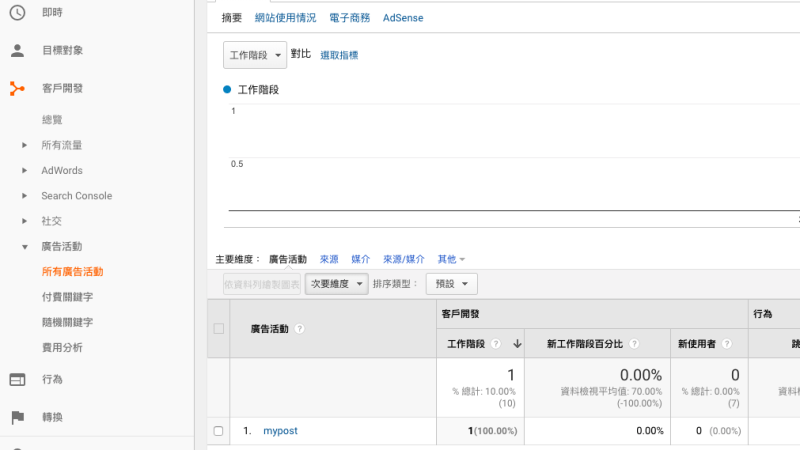 即時
目標對象
客戶開發
總覽
所有流量
AdWords
Search Console
社交
廣告活動
所有廣告活動
付費關鍵字
隨機關鍵字
費用分析
行為
轉換
摘要 網站使用情況 電子商務 AdSense
工作階段 對比 選取指標
工作階段
1
0.5
主要維度： 廣告活動 來源 媒介 來源/媒介 其他
依資料列繪製圖表 次要維度 排序類型： 預設
廣告活動 ? 客戶開發 行為
工作階段 ? 新工作階段百分比 ? 新使用者 ? 跳
1 0.00% 0
% 總計: 10.00% 資料檢視平均值: 70.00% % 總計: 0.00% 資料
(10) (-100.00%) (7)
1. mypost 1(100.00%) 0.00% 0 (0.00%)